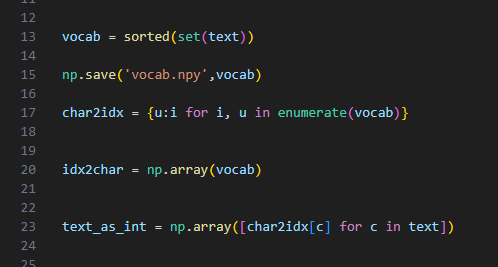 11
12
13 vocab = sorted(set(text))
14
15 np.save('vocab.npy',vocab)
16
17 char2idx = {u:i for i, u in enumerate(vocab)}
18
19
20 idx2char = np.array(vocab)
21
22
23 text_as_int = np.array([char2idx[c] for c in text])
24
25